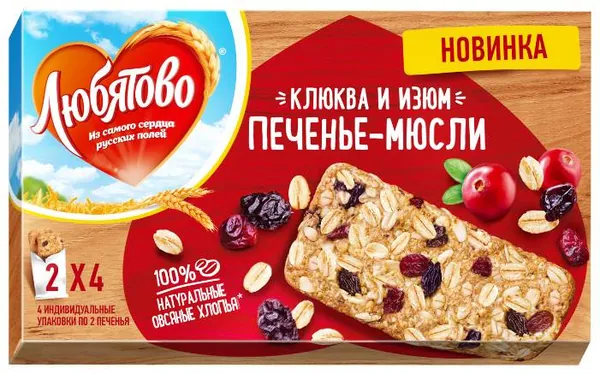 НОВИНКА
ЛЮБЯТОВО
®
Из самого сердца
русских полей
КЛЮКВА И ИЗЮМ
ПЕЧЕНЬЕ-МЮСЛИ
100%
НАТУРАЛЬНЫЕ
ОВСЯНЫЕ ХЛОПЬЯ*
2 X 4
4 ИНДИВИДУАЛЬНЫЕ
УПАКОВКИ ПО 2 ПЕЧЕНЬЯ